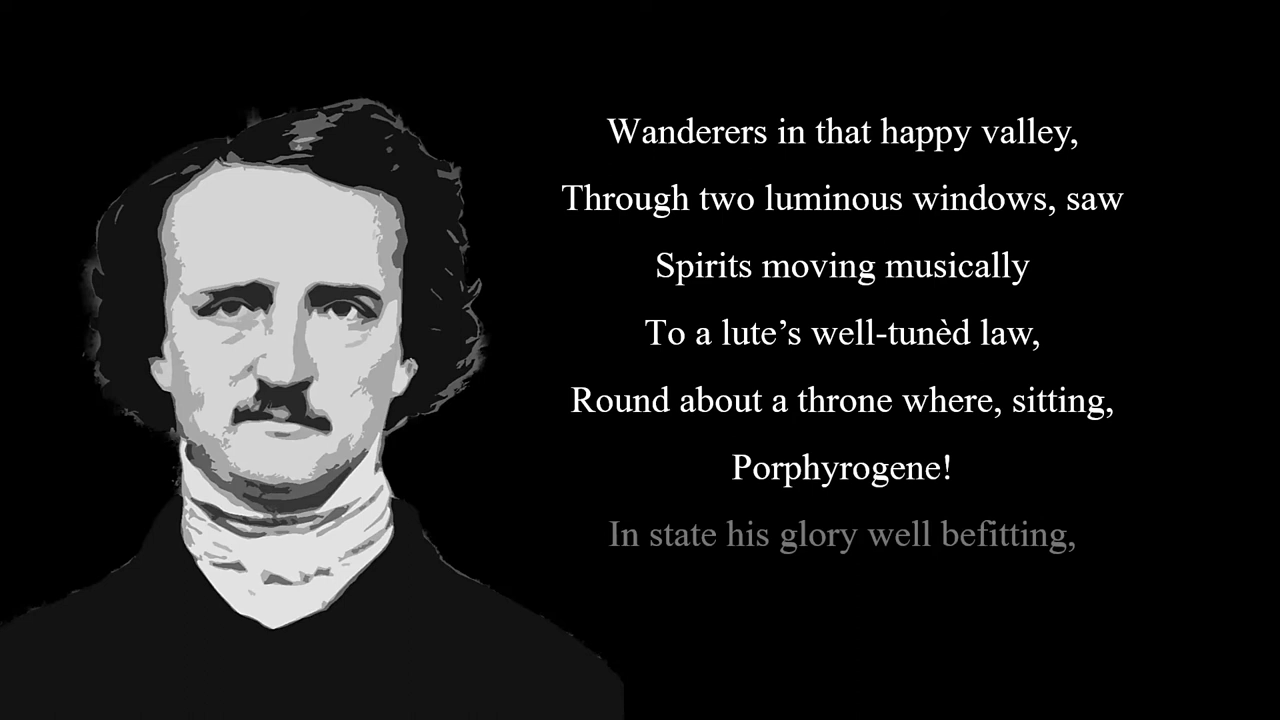 Wanderers in that happy valley,
Through two luminous windows, saw
Spirits moving musically
To a lute’s well-tunèd law,
Round about a throne where, sitting,
Porphyrogene!
In state his glory well befitting,